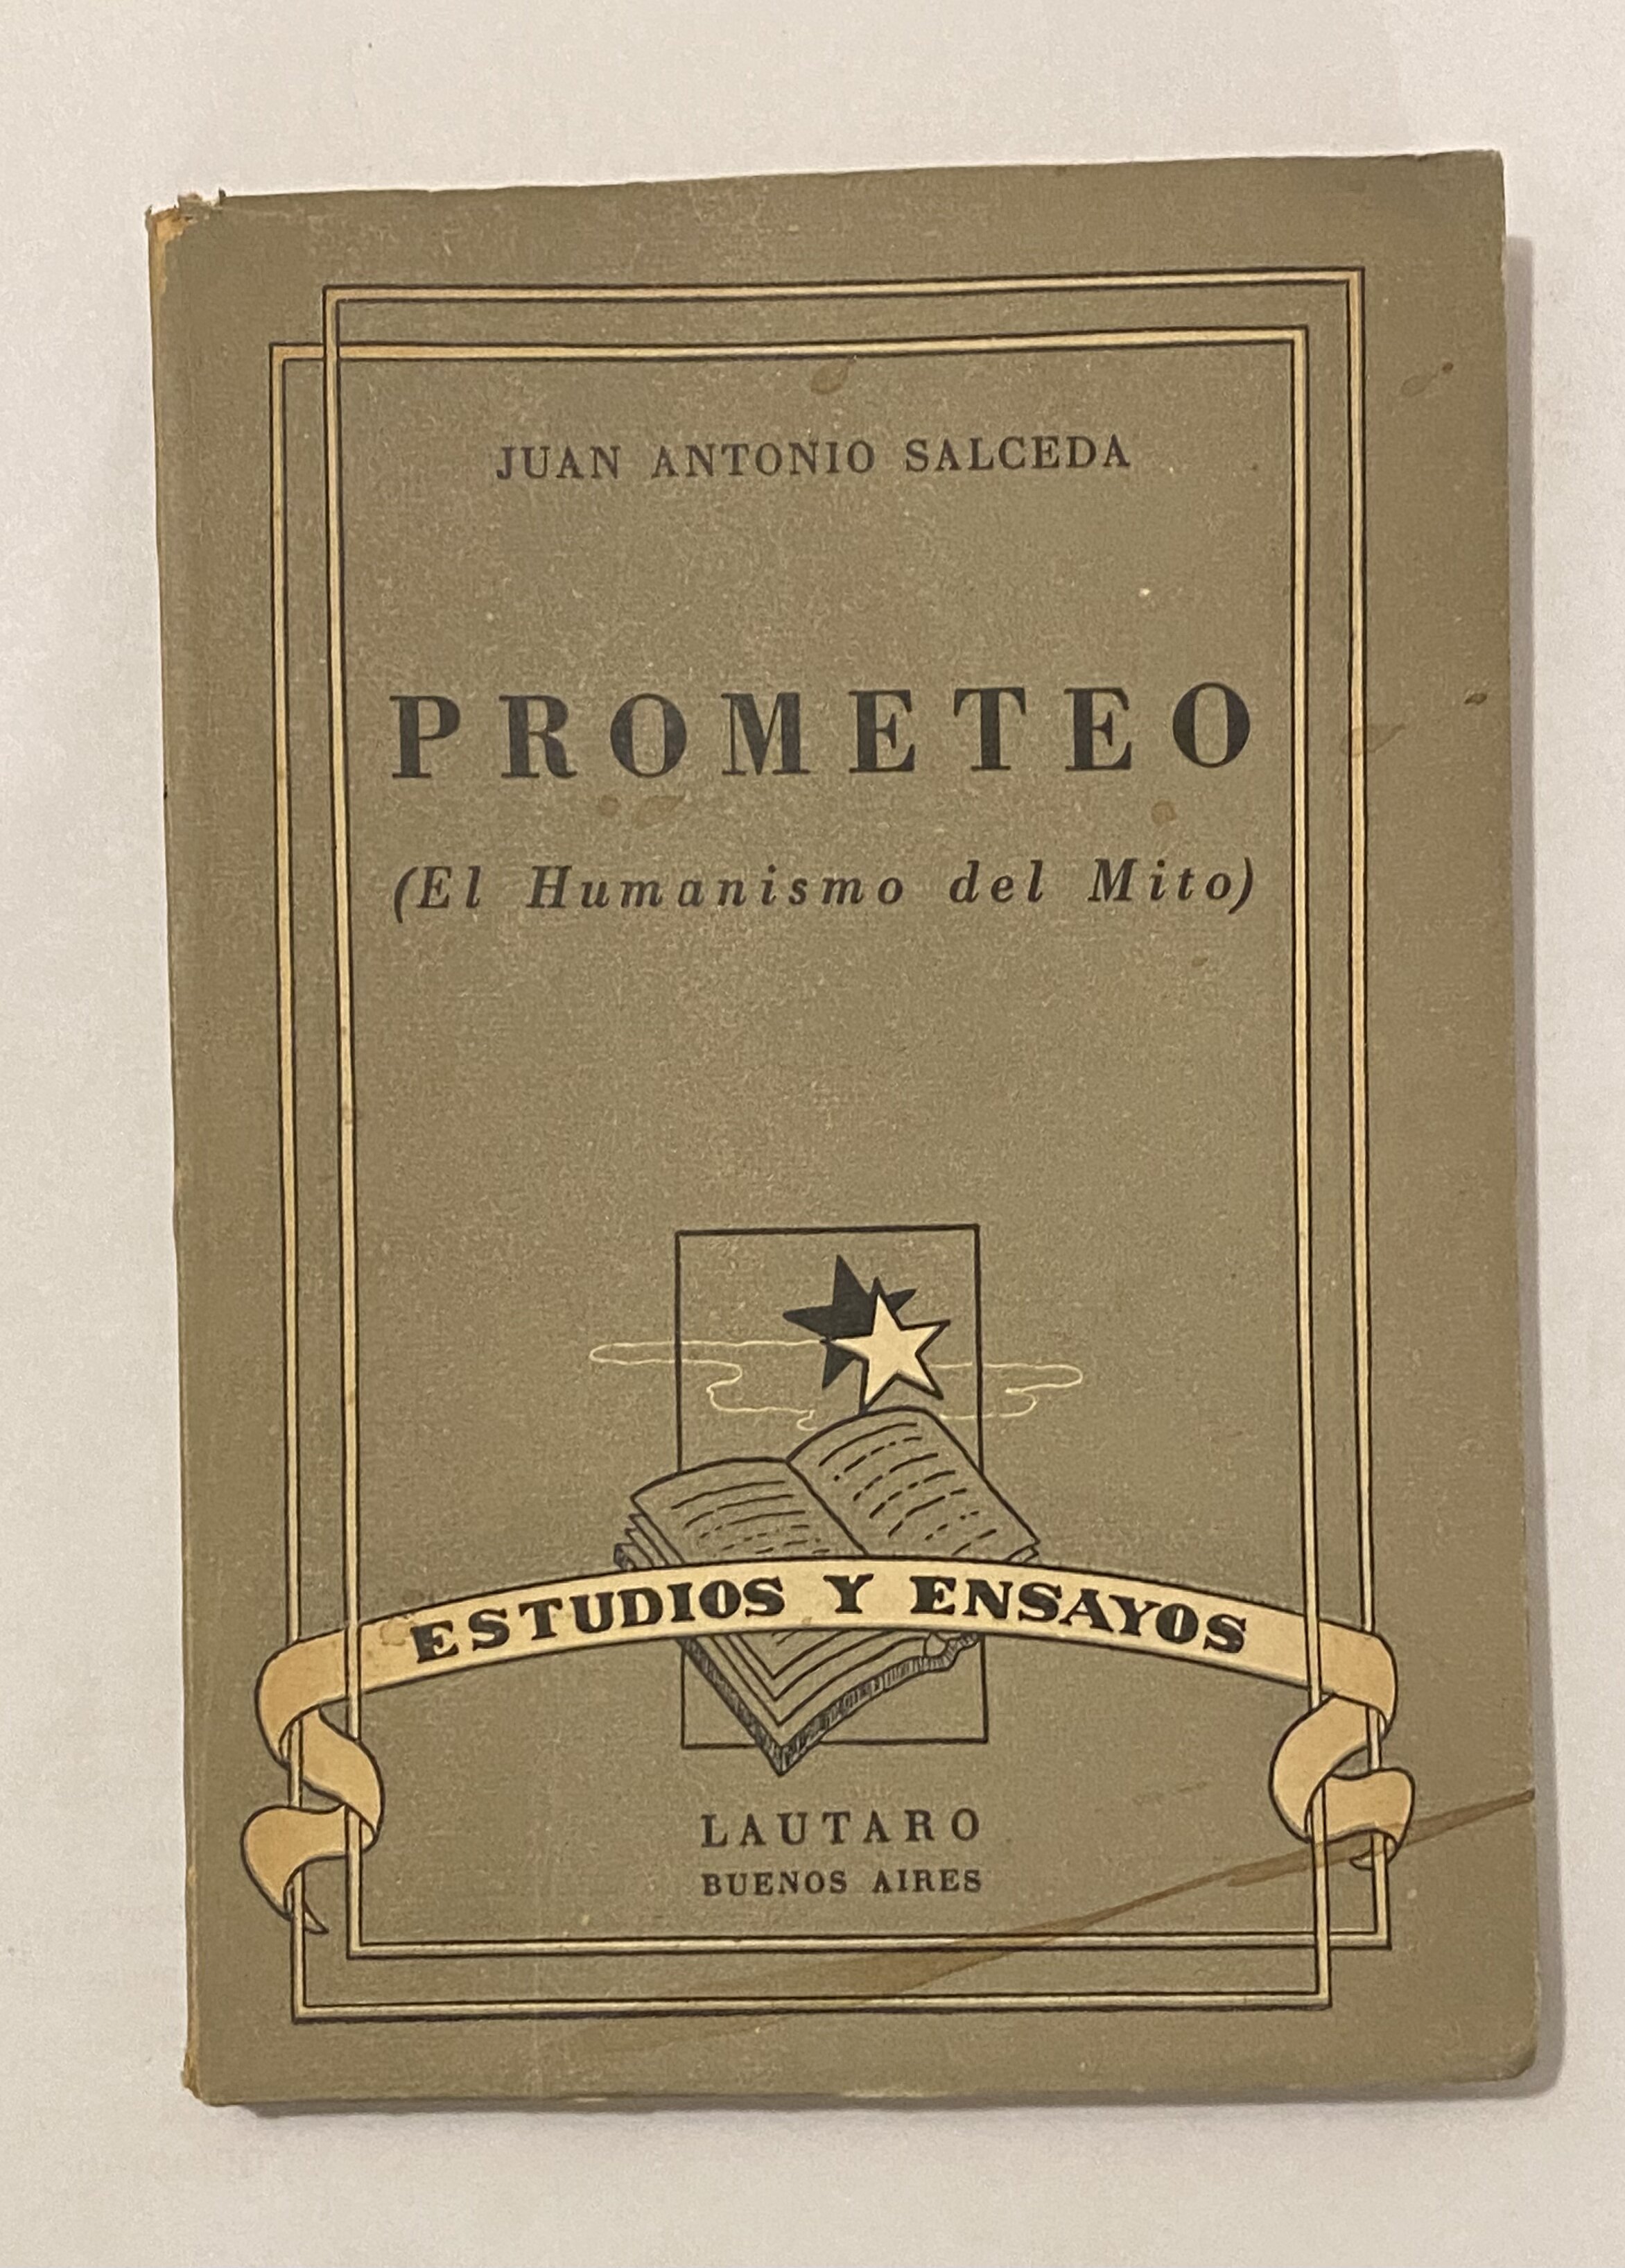 JUAN ANTONIO SALCEDA
PROMETEO
(El Humanismo del Mito)
ESTUDIOS Y ENSAYOS
LAUTARO
BUENOS AIRES